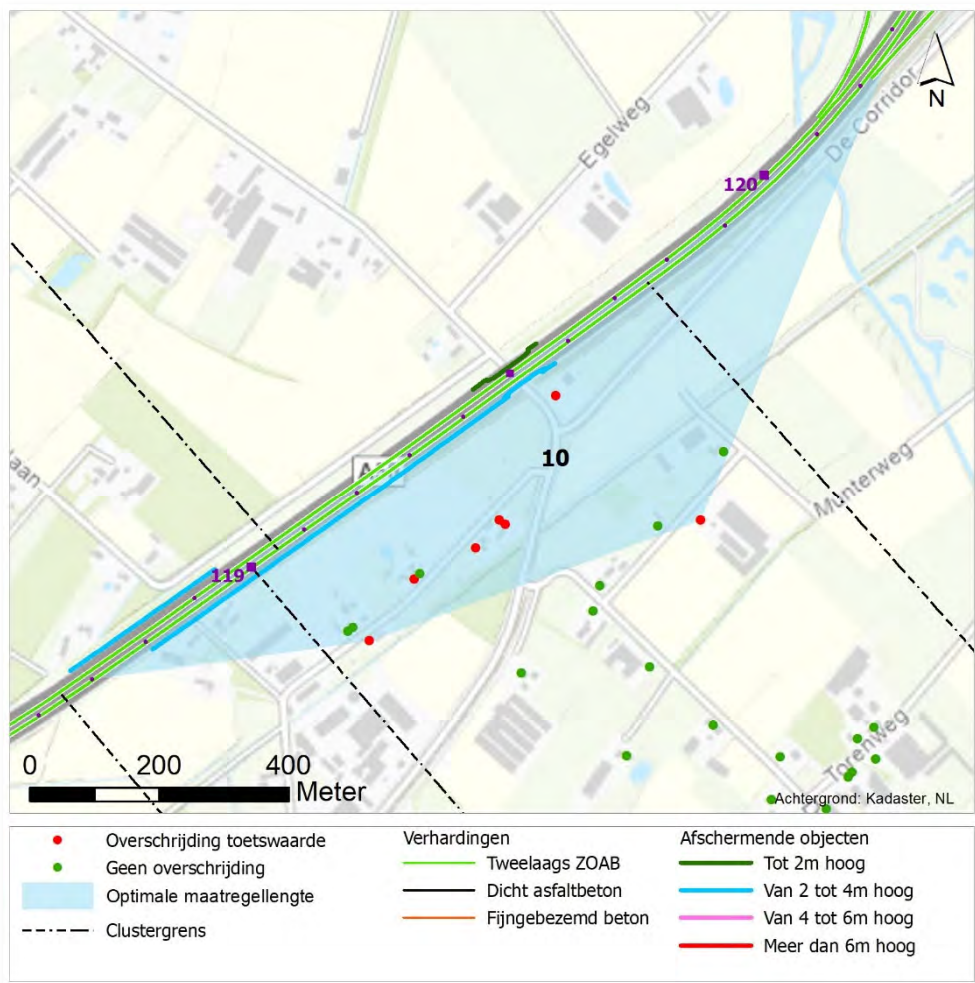 De Corridor
N
Egelweg
120
10
Munterweg
aan
A
119
0 200 400
Meter
Torenweg
Achtergrond: Kadaster, NL
Overschrijding toetswaarde
Geen overschrijding
Optimale maatregellengte
Clustergrens
Verhardingen
Tweelaags ZOAB
Dicht asfaltbeton
Fijngebezemd beton
Afschermende objecten
Tot 2m hoog
Van 2 tot 4m hoog
Van 4 tot 6m hoog
Meer dan 6m hoog